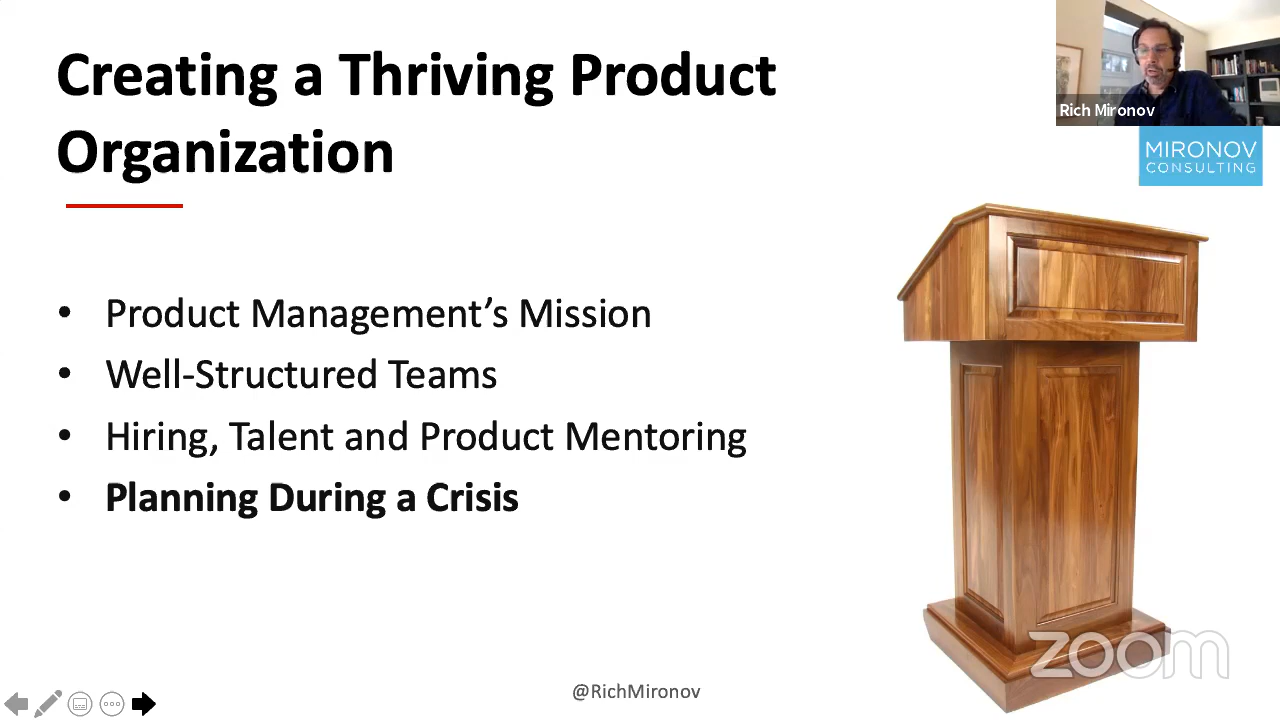 Creating a Thriving Product
Organization
Rich Mironov
MIRONOV
CONSULTING
• Product Management’s Mission
• Well-Structured Teams
• Hiring, Talent and Product Mentoring
• Planning During a Crisis
zoom
@RichMironov